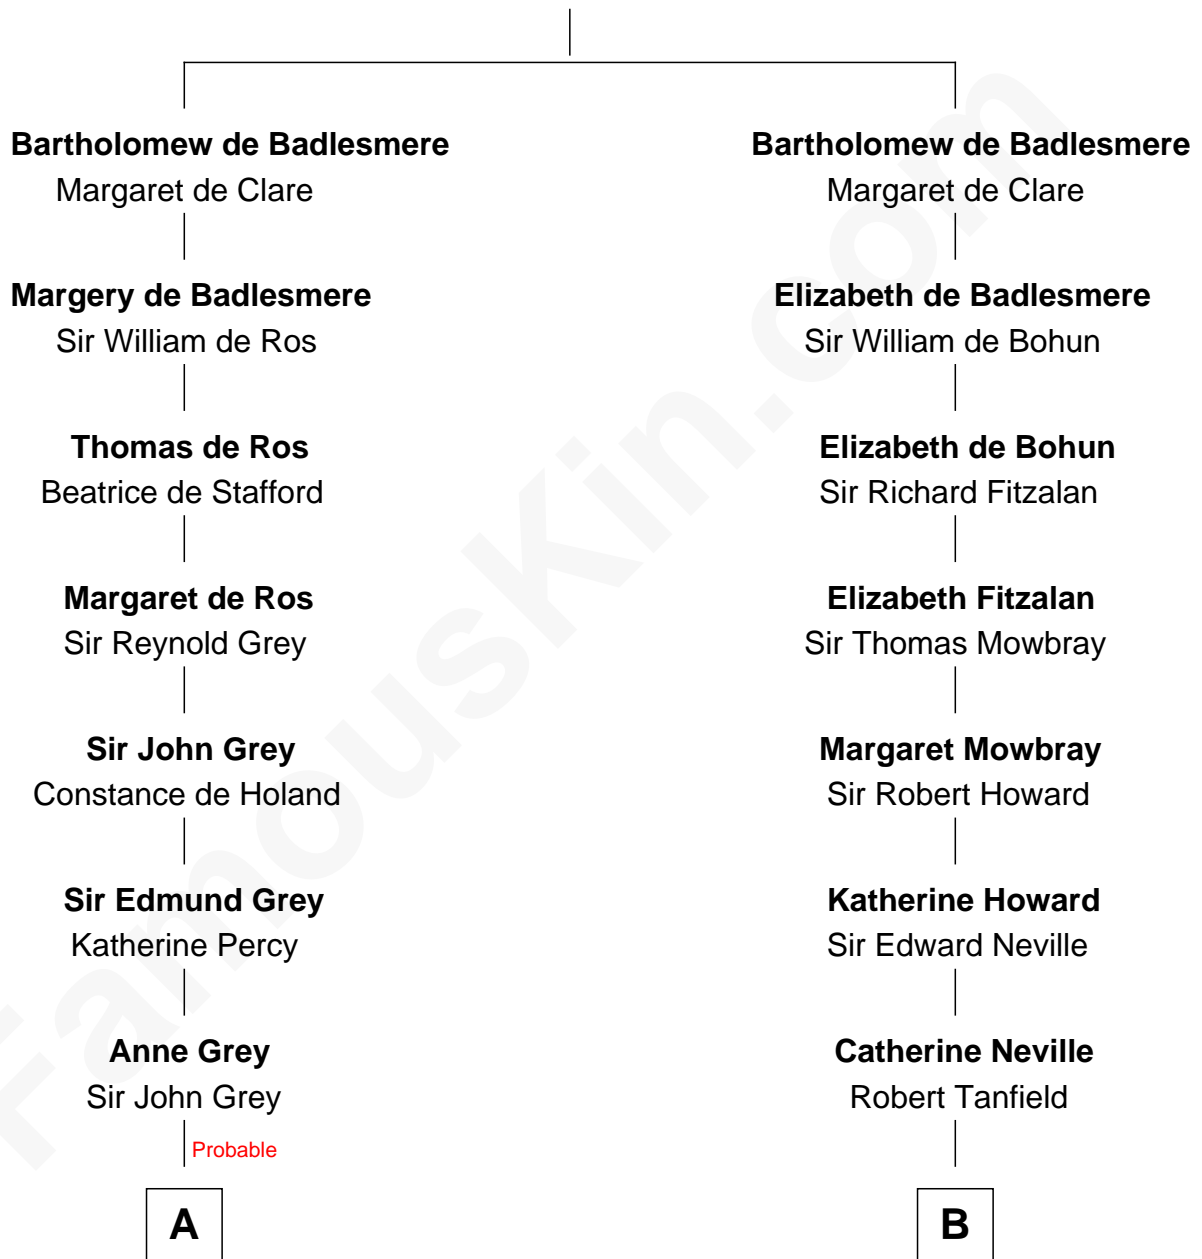 Bartholomew de Badlesmere
Margaret de Clare
Margery de Badlesmere
Sir William de Ros
Thomas de Ros
Beatrice de Stafford
Margaret de Ros
Sir Reynold Grey
Sir John Grey
Constance de Holand
Sir Edmund Grey
Katherine Percy
Anne Grey
Sir John Grey
Probable
A
Bartholomew de Badlesmere
Margaret de Clare
Elizabeth de Badlesmere
Sir William de Bohun
Elizabeth de Bohun
Sir Richard Fitzalan
Elizabeth Fitzalan
Sir Thomas Mowbray
Margaret Mowbray
Sir Robert Howard
Katherine Howard
Sir Edward Neville
Catherine Neville
Robert Tanfield
B
FamousKin.com